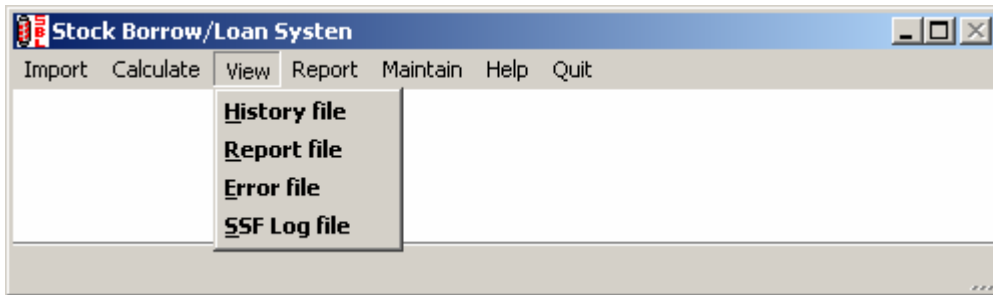 SBL Stock Borrow/Loan Systen
Import Calculate View Report Maintain Help Quit
History file
Report file
Error file
SSF Log file